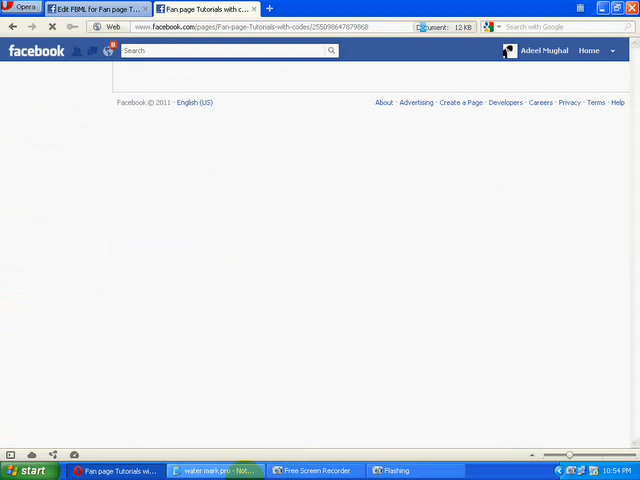 Opera
Edit FBML for Fan page T...
Fan page Tutorials with c...
Web
www.facebook.com/pages/Fan-page-Tutorials-with-codes/255098647879868
Document: 12 KB
Search with Google
facebook
8
Search
Adeel Mughal
Home
Facebook © 2011 · English (US)
About · Advertising · Create a Page · Developers · Careers · Privacy · Terms · Help
start
Fan page Tutorials wi...
water mark pro - Not...
Free Screen Recorder
Flashing
10:54 PM